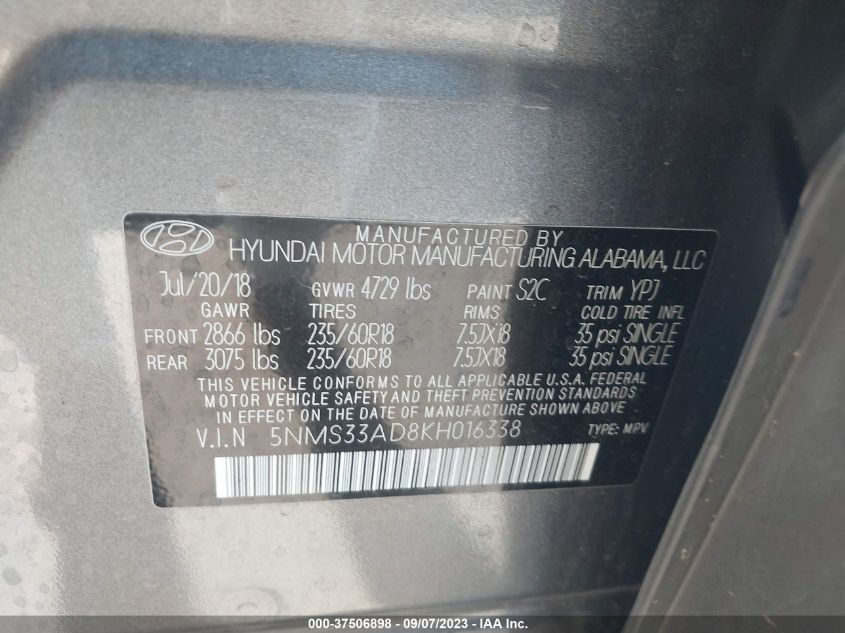 MANUFACTURED BY
HYUNDAI MOTOR MANUFACTURING ALABAMA, LLC
Jul/20/18 GVWR 4729 lbs PAINT S2C TRIM YPJ
GAWR TIRES RIMS COLD TIRE INFL
FRONT 2866 lbs 235/60R18 7.5JX18 35 psi SINGLE
REAR 3075 lbs 235/60R18 7.5JX18 35 psi SINGLE
THIS VEHICLE CONFORMS TO ALL APPLICABLE U.S.A. FEDERAL
MOTOR VEHICLE SAFETY AND THEFT PREVENTION STANDARDS
IN EFFECT ON THE DATE OF MANUFACTURE SHOWN ABOVE
V.I.N 5NMS33AD8KH016338 TYPE: MPV
000-37506898 - 09/07/2023 - © IAA Inc.